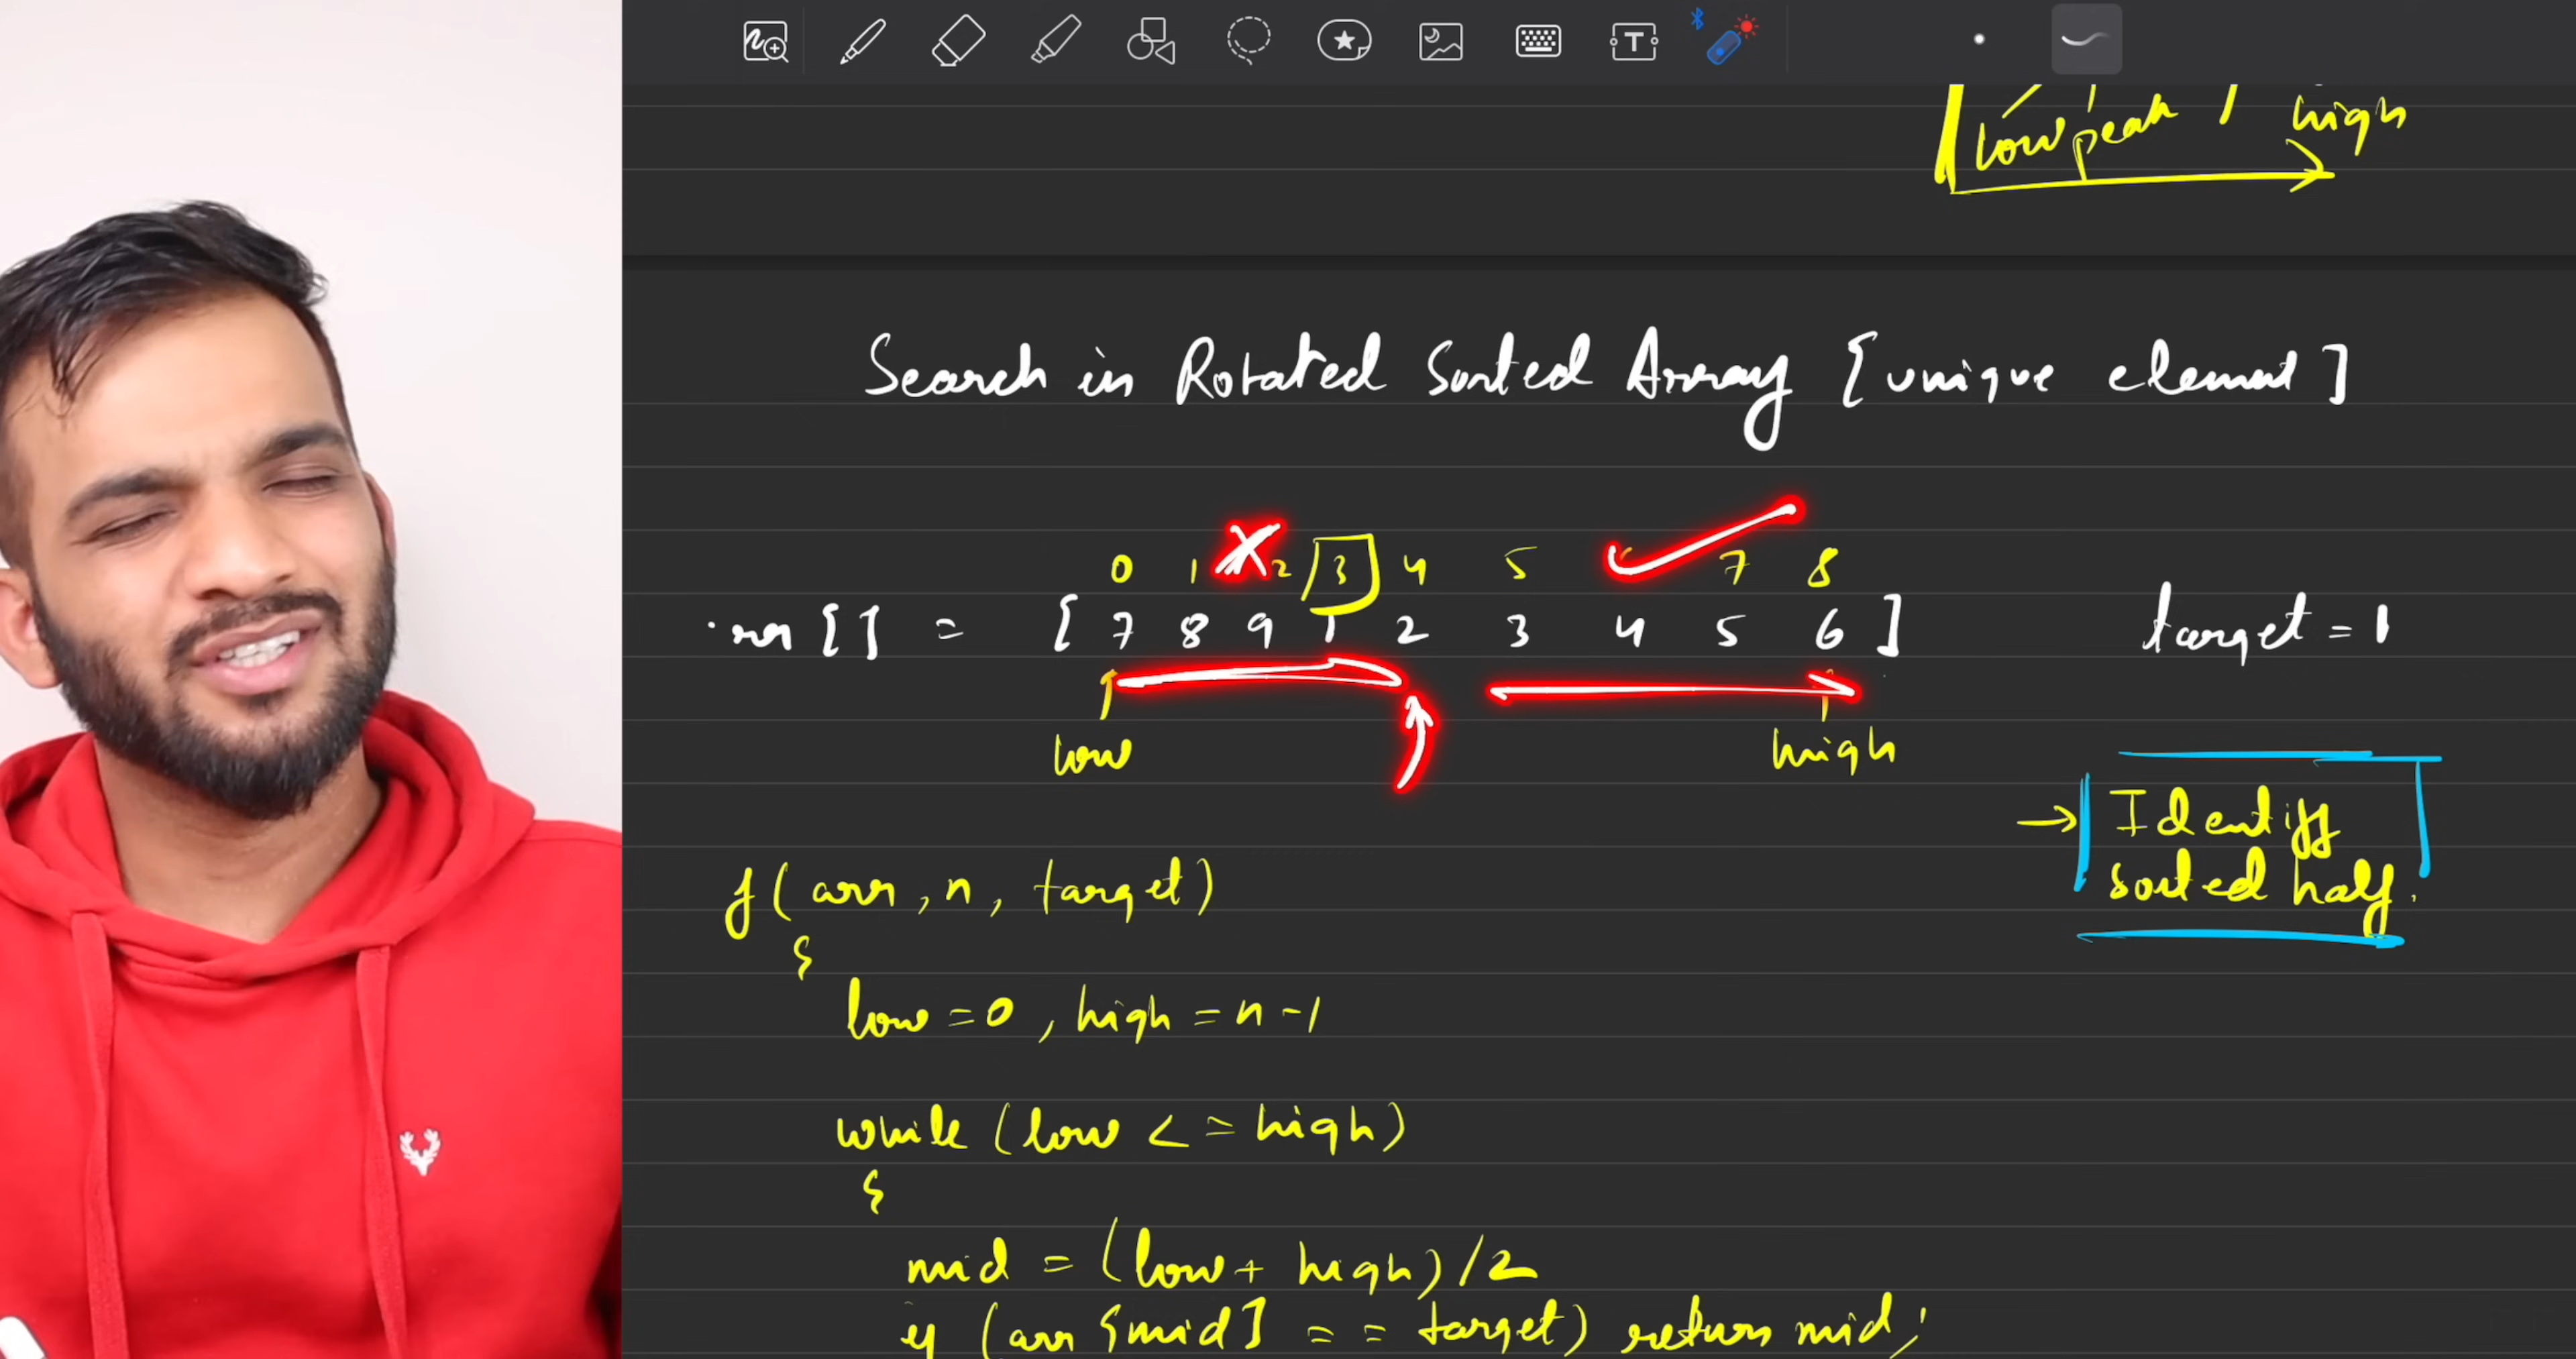 low peak high
Search in Rotated Sorted Array [unique element]
0 1 2 3 4 5 7 8
arr[] = [ 7 8 9 1 2 3 4 5 6 ] target = 1
low high
→ Identify
sorted half.
f(arr, n, target)
{
low = 0, high = n - 1
while (low <= high)
{
mid = (low + high) / 2
if (arr[mid] == target) return mid;